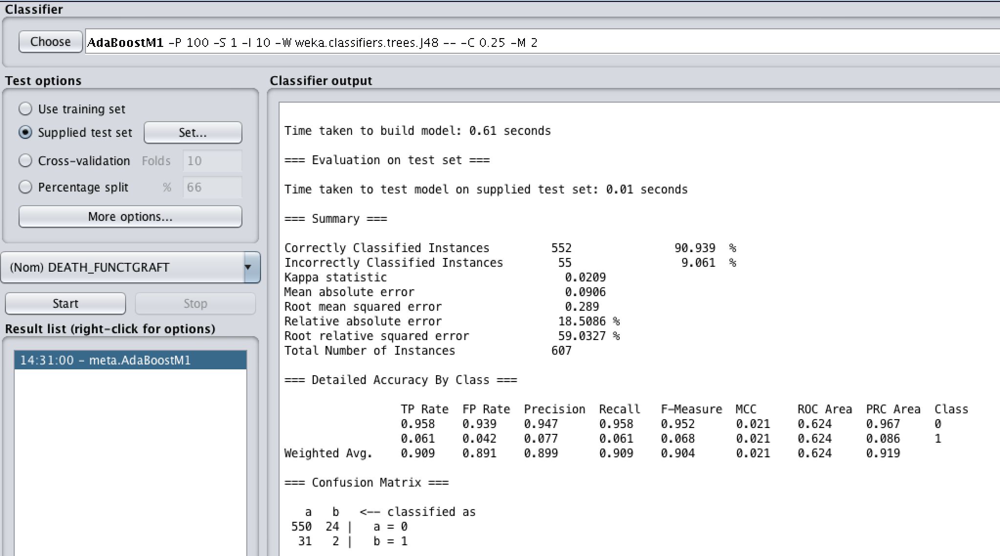 Classifier
Choose AdaBoostM1 -P 100 -S 1 -I 10 -W weka.classifiers.trees.J48 -- -C 0.25 -M 2
Test options
Use training set
Supplied test set Set...
Cross-validation Folds 10
Percentage split % 66
More options...
(Nom) DEATH_FUNCTGRAFT
Start Stop
Result list (right-click for options)
14:31:00 - meta.AdaBoostM1
Classifier output
Time taken to build model: 0.61 seconds
=== Evaluation on test set ===
Time taken to test model on supplied test set: 0.01 seconds
=== Summary ===
Correctly Classified Instances 552 90.939 %
Incorrectly Classified Instances 55 9.061 %
Kappa statistic 0.0209
Mean absolute error 0.0906
Root mean squared error 0.289
Relative absolute error 18.5086 %
Root relative squared error 59.0327 %
Total Number of Instances 607
=== Detailed Accuracy By Class ===
TP Rate FP Rate Precision Recall F-Measure MCC ROC Area PRC Area Class
0.958 0.939 0.947 0.958 0.952 0.021 0.624 0.967 0
0.061 0.042 0.077 0.061 0.068 0.021 0.624 0.086 1
Weighted Avg. 0.909 0.891 0.899 0.909 0.904 0.021 0.624 0.919
=== Confusion Matrix ===
a b <-- classified as
550 24 | a = 0
31 2 | b = 1